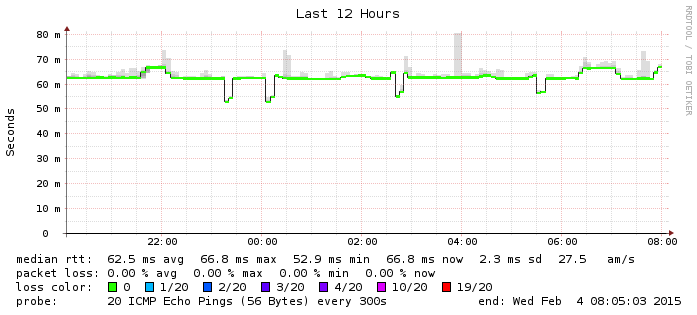 Last 12 Hours
RRDTOOL / TOBI OETIKER
Seconds
80 m
70 m
60 m
50 m
40 m
30 m
20 m
10 m
0
22:00 00:00 02:00 04:00 06:00 08:00
median rtt: 62.5 ms avg 66.8 ms max 52.9 ms min 66.8 ms now 2.3 ms sd 27.5 am/s
packet loss: 0.00 % avg 0.00 % max 0.00 % min 0.00 % now
loss color: 0 1/20 2/20 3/20 4/20 10/20 19/20
probe: 20 ICMP Echo Pings (56 Bytes) every 300s end: Wed Feb 4 08:05:03 2015